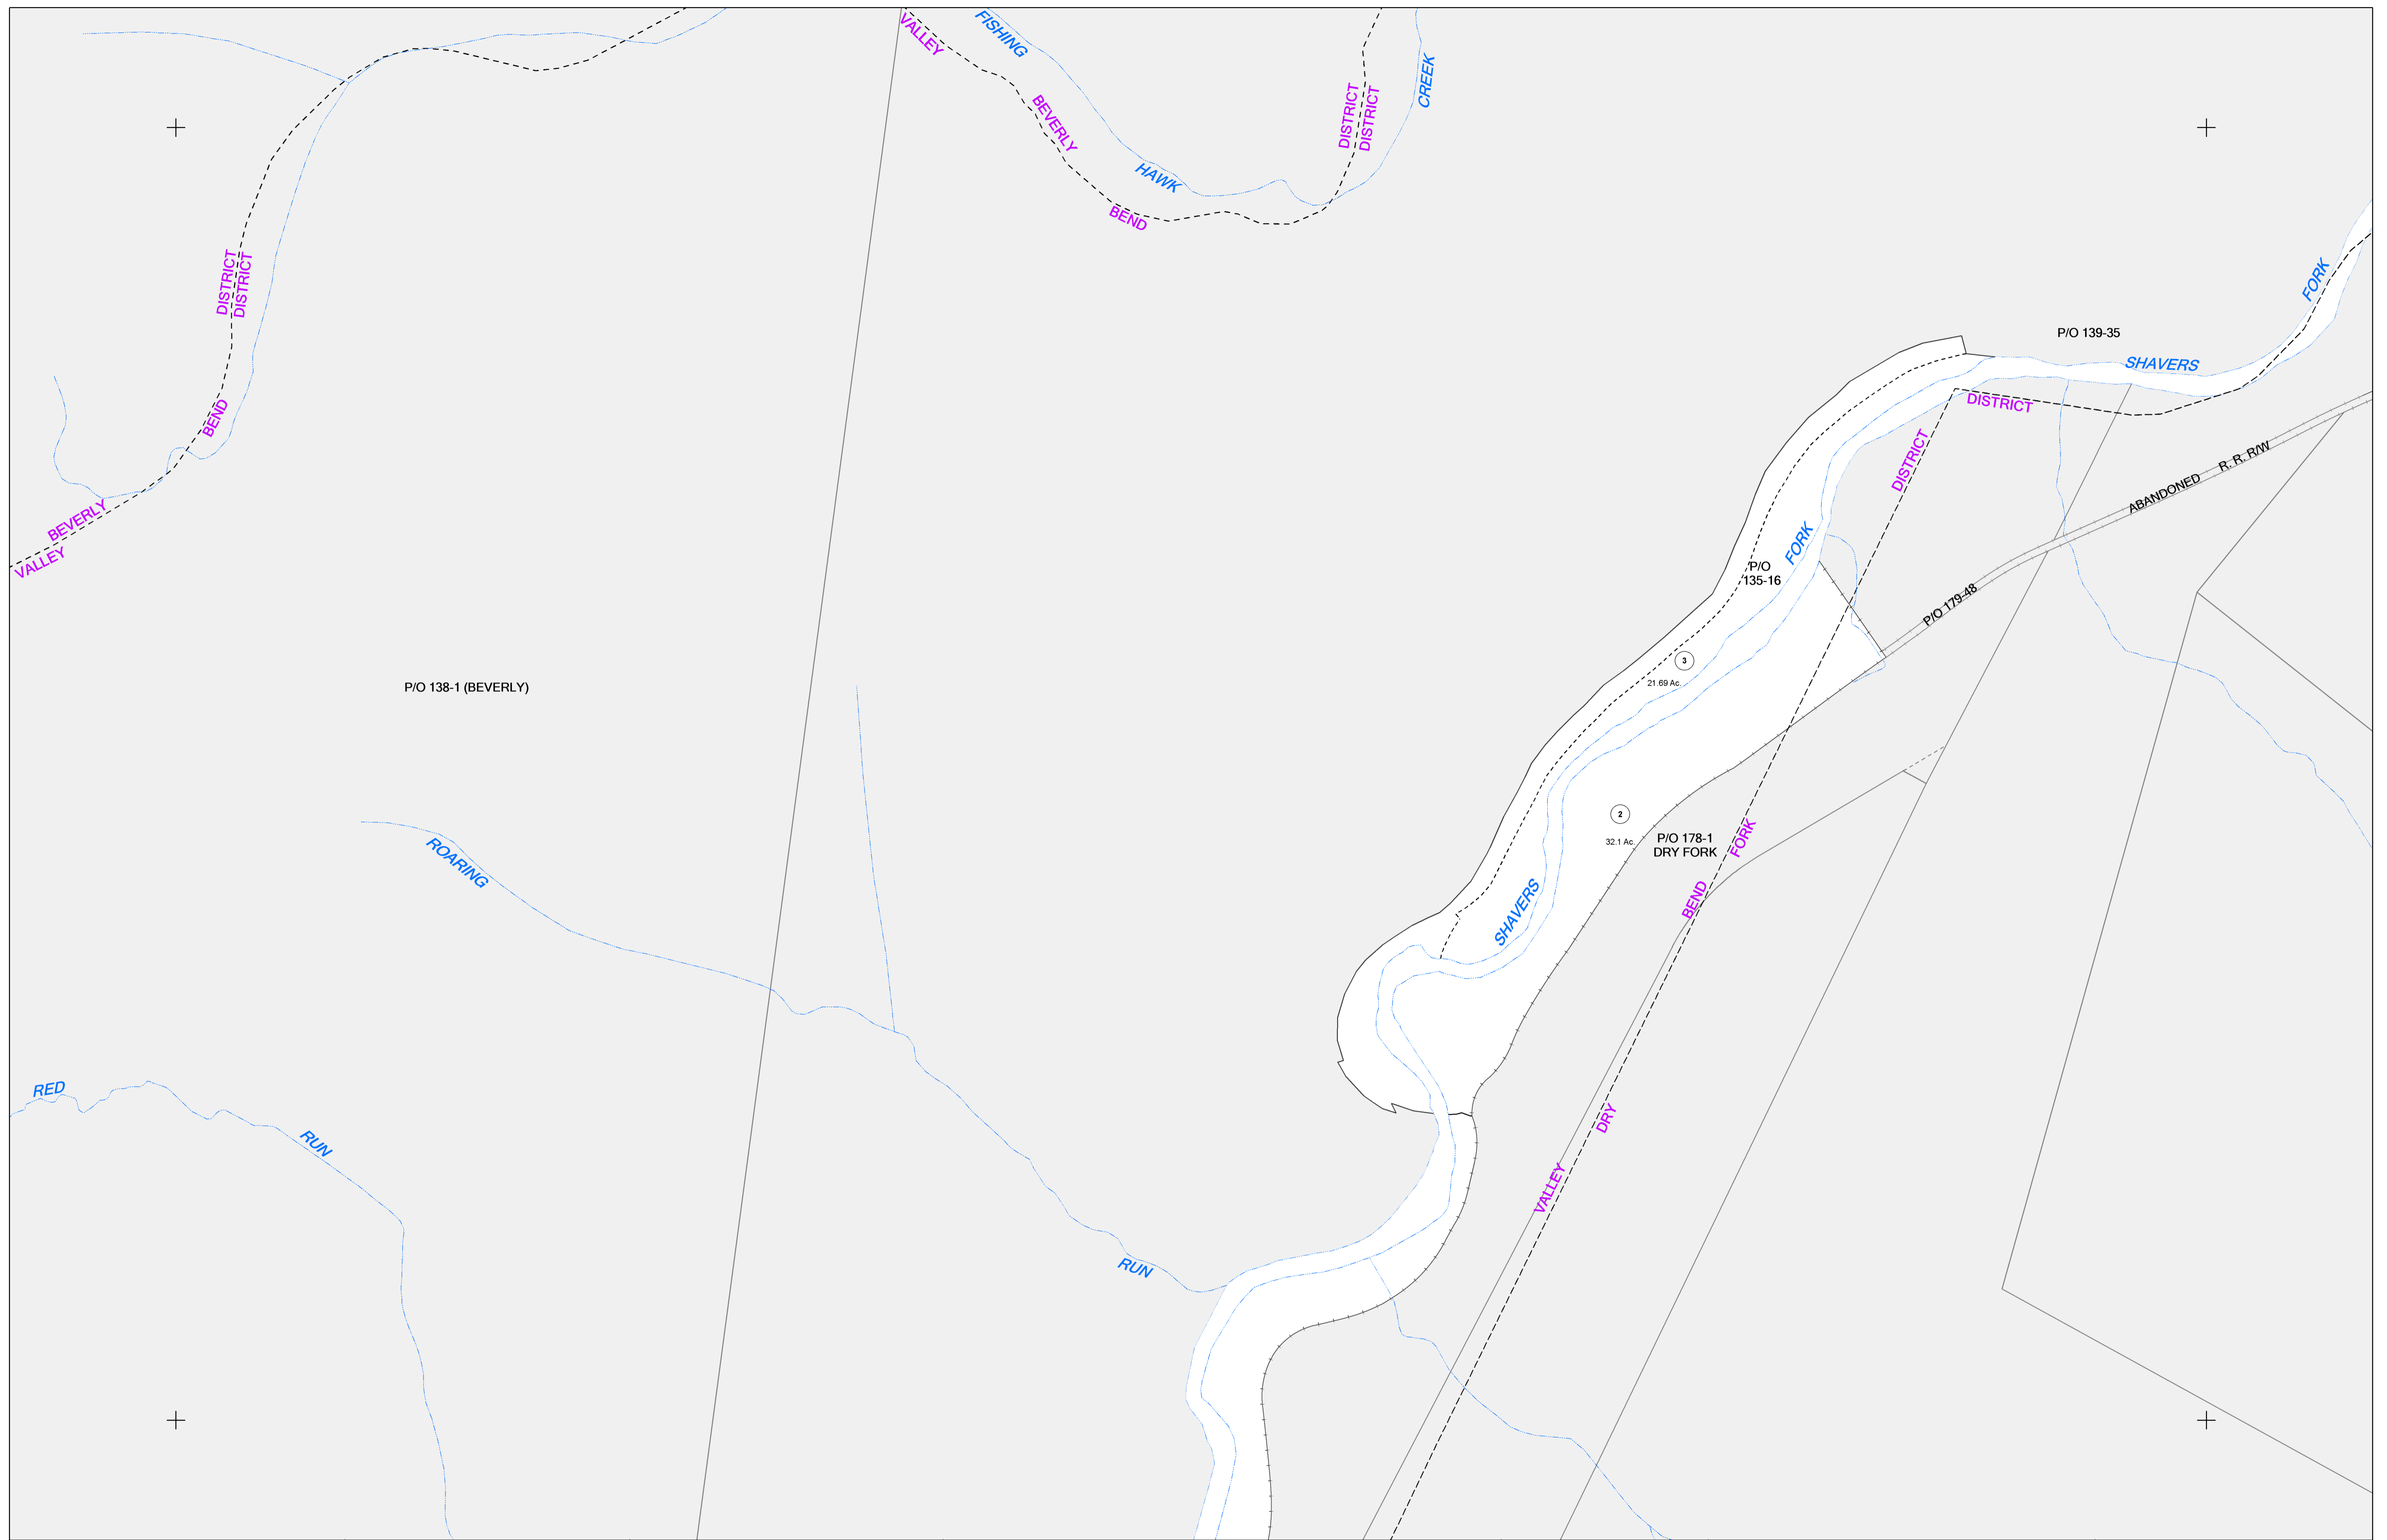 VALLEY
BEVERLY
BEND
DISTRICT
DISTRICT
FISHING
HAWK
CREEK
DISTRICT
DISTRICT
BEND
BEVERLY
VALLEY
FORK
P/O 139-35
SHAVERS
DISTRICT
DISTRICT
R. R. R/W
ABANDONED
FORK
P/O
135-16
P/O 179-48
3
21.69 Ac.
P/O 138-1 (BEVERLY)
2
32.1 Ac.
P/O 178-1
DRY FORK
FORK
BEND
SHAVERS
ROARING
RED
RUN
DRY
VALLEY
RUN